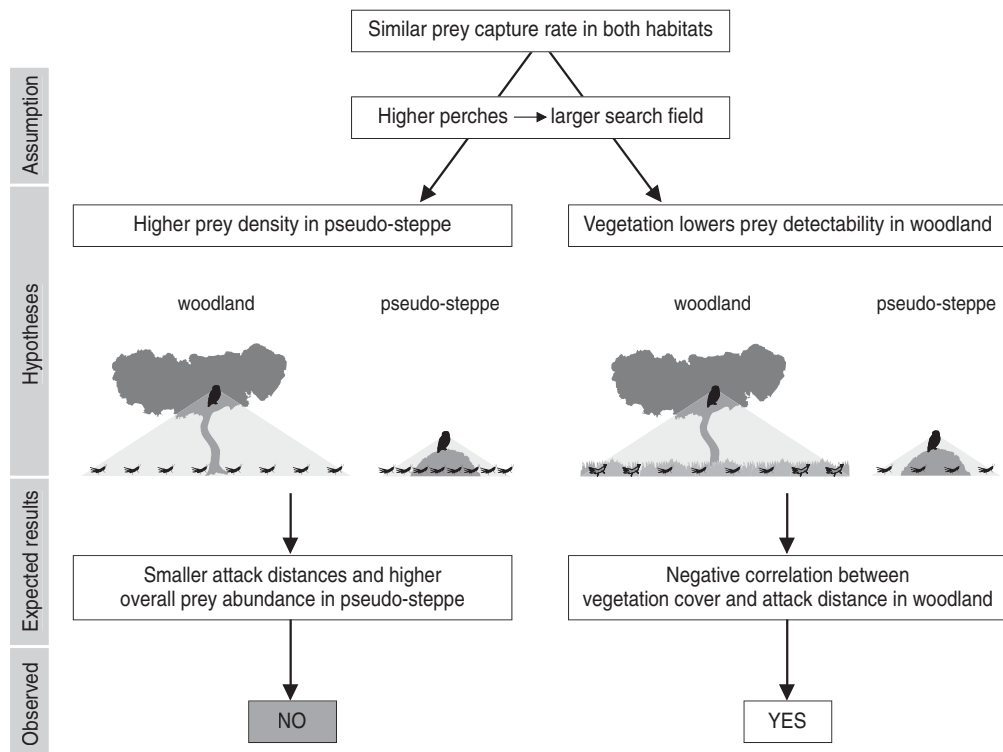 Similar prey capture rate in both habitats
Assumption
Higher perches → larger search field
Hypotheses
Higher prey density in pseudo-steppe
Vegetation lowers prey detectability in woodland
woodland
pseudo-steppe
woodland
pseudo-steppe
Expected results
Smaller attack distances and higher
overall prey abundance in pseudo-steppe
Negative correlation between
vegetation cover and attack distance in woodland
Observed
NO
YES